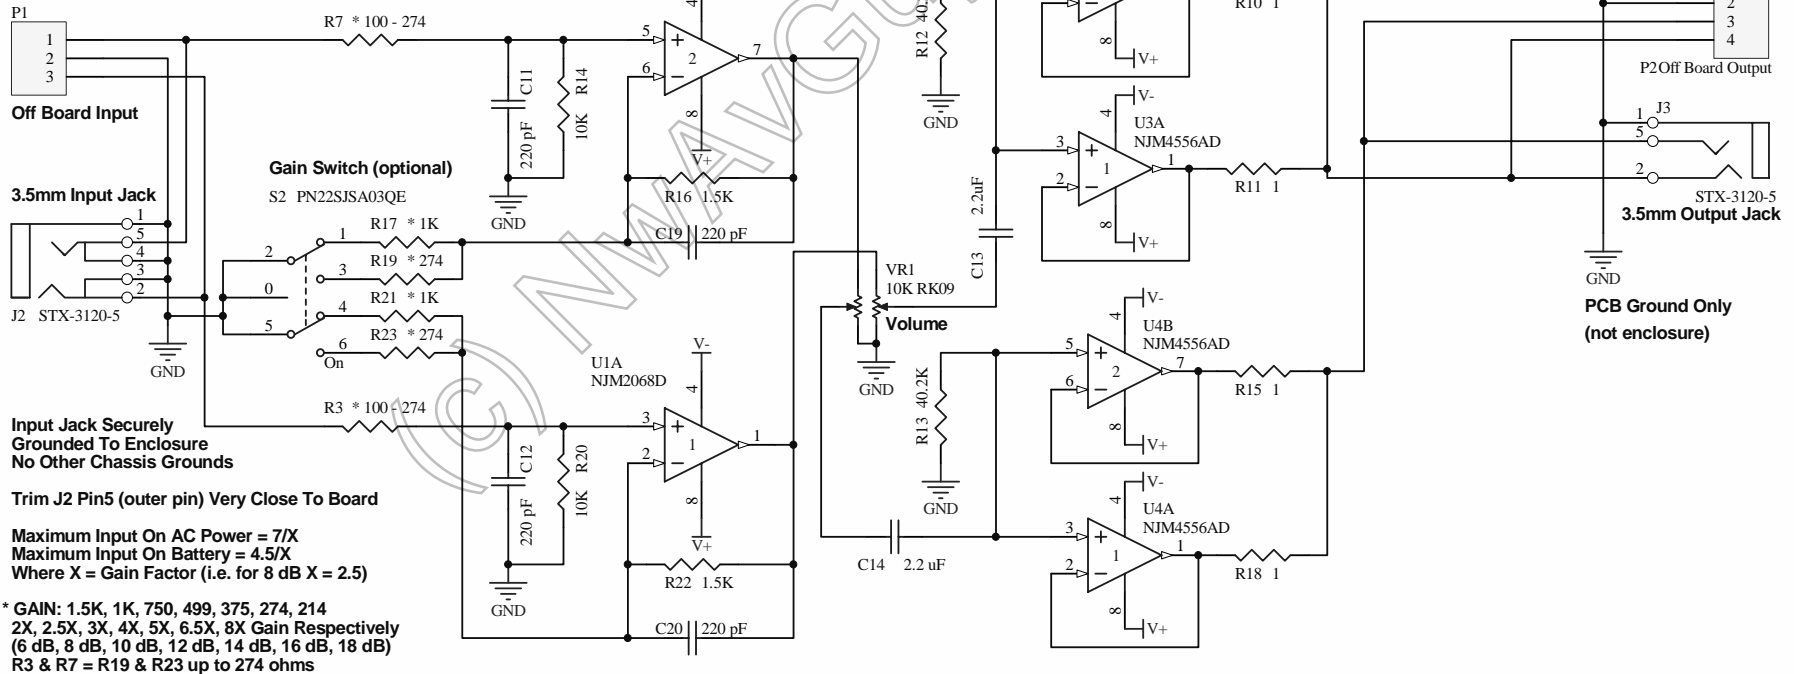 P1
1
2
3
Off Board Input
R7 * 100 - 274
C11
220 pF
R14
10K
GND
5
6
2
7
4
8
V+
R16 1.5K
C19 220 pF
R12 40.
GND
R10 1
8
V+
V-
4
U3A
NJM4556AD
3
2
1
1
8
V+
R11 1
2.2uF
C13
2
3
4
P2 Off Board Output
J3
1
5
2
STX-3120-5
3.5mm Output Jack
GND
PCB Ground Only
(not enclosure)
Gain Switch (optional)
S2 PN22SJSA03QE
3.5mm Input Jack
1
5
4
3
2
J2 STX-3120-5
GND
2
0
5
1
3
4
6
On
R17 * 1K
R19 * 274
R21 * 1K
R23 * 274
VR1
10K RK09
Volume
GND
U1A
NJM2068D
V-
4
3
2
1
1
8
V+
R3 * 100 - 274
C12
220 pF
R20
10K
GND
R22 1.5K
C20 220 pF
R13 40.2K
GND
C14 2.2 uF
V-
4
U4B
NJM4556AD
5
6
2
7
8
V+
R15 1
V-
4
U4A
NJM4556AD
3
2
1
1
8
V+
R18 1
Input Jack Securely
Grounded To Enclosure
No Other Chassis Grounds
Trim J2 Pin5 (outer pin) Very Close To Board
Maximum Input On AC Power = 7/X
Maximum Input On Battery = 4.5/X
Where X = Gain Factor (i.e. for 8 dB X = 2.5)
* GAIN: 1.5K, 1K, 750, 499, 375, 274, 214
2X, 2.5X, 3X, 4X, 5X, 6.5X, 8X Gain Respectively
(6 dB, 8 dB, 10 dB, 12 dB, 14 dB, 16 dB, 18 dB)
R3 & R7 = R19 & R23 up to 274 ohms
(c) NwAvGuy